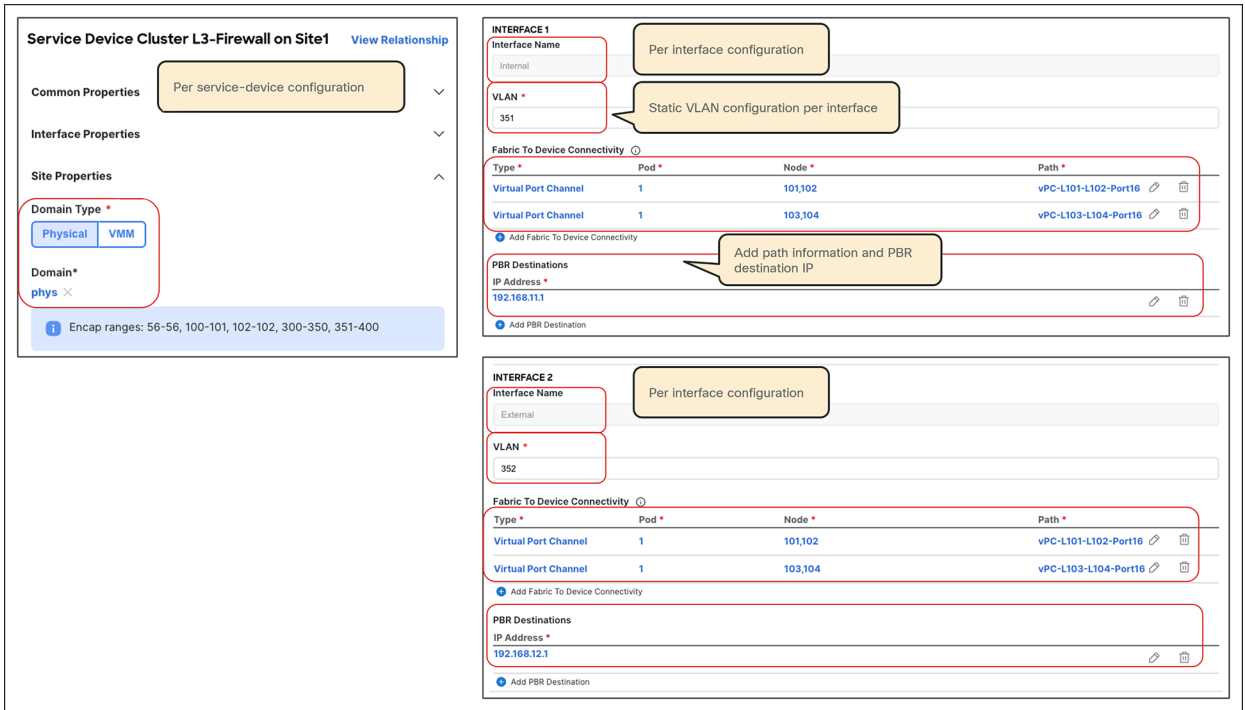 Service Device Cluster L3-Firewall on Site1 View Relationship
Per service-device configuration
Common Properties
Interface Properties
Site Properties
Domain Type *
Physical VMM
Domain*
phys
Encap ranges: 56-56, 100-101, 102-102, 300-350, 351-400
INTERFACE 1
Interface Name
Internal
Per interface configuration
VLAN *
351
Static VLAN configuration per interface
Fabric To Device Connectivity
Type * Pod * Node * Path *
Virtual Port Channel 1 101,102 vPC-L101-L102-Port16
Virtual Port Channel 1 103,104 vPC-L103-L104-Port16
Add Fabric To Device Connectivity
Add path information and PBR
destination IP
PBR Destinations
IP Address *
192.168.11.1
Add PBR Destination
INTERFACE 2
Interface Name
External
Per interface configuration
VLAN *
352
Fabric To Device Connectivity
Type * Pod * Node * Path *
Virtual Port Channel 1 101,102 vPC-L101-L102-Port16
Virtual Port Channel 1 103,104 vPC-L103-L104-Port16
Add Fabric To Device Connectivity
PBR Destinations
IP Address *
192.168.12.1
Add PBR Destination